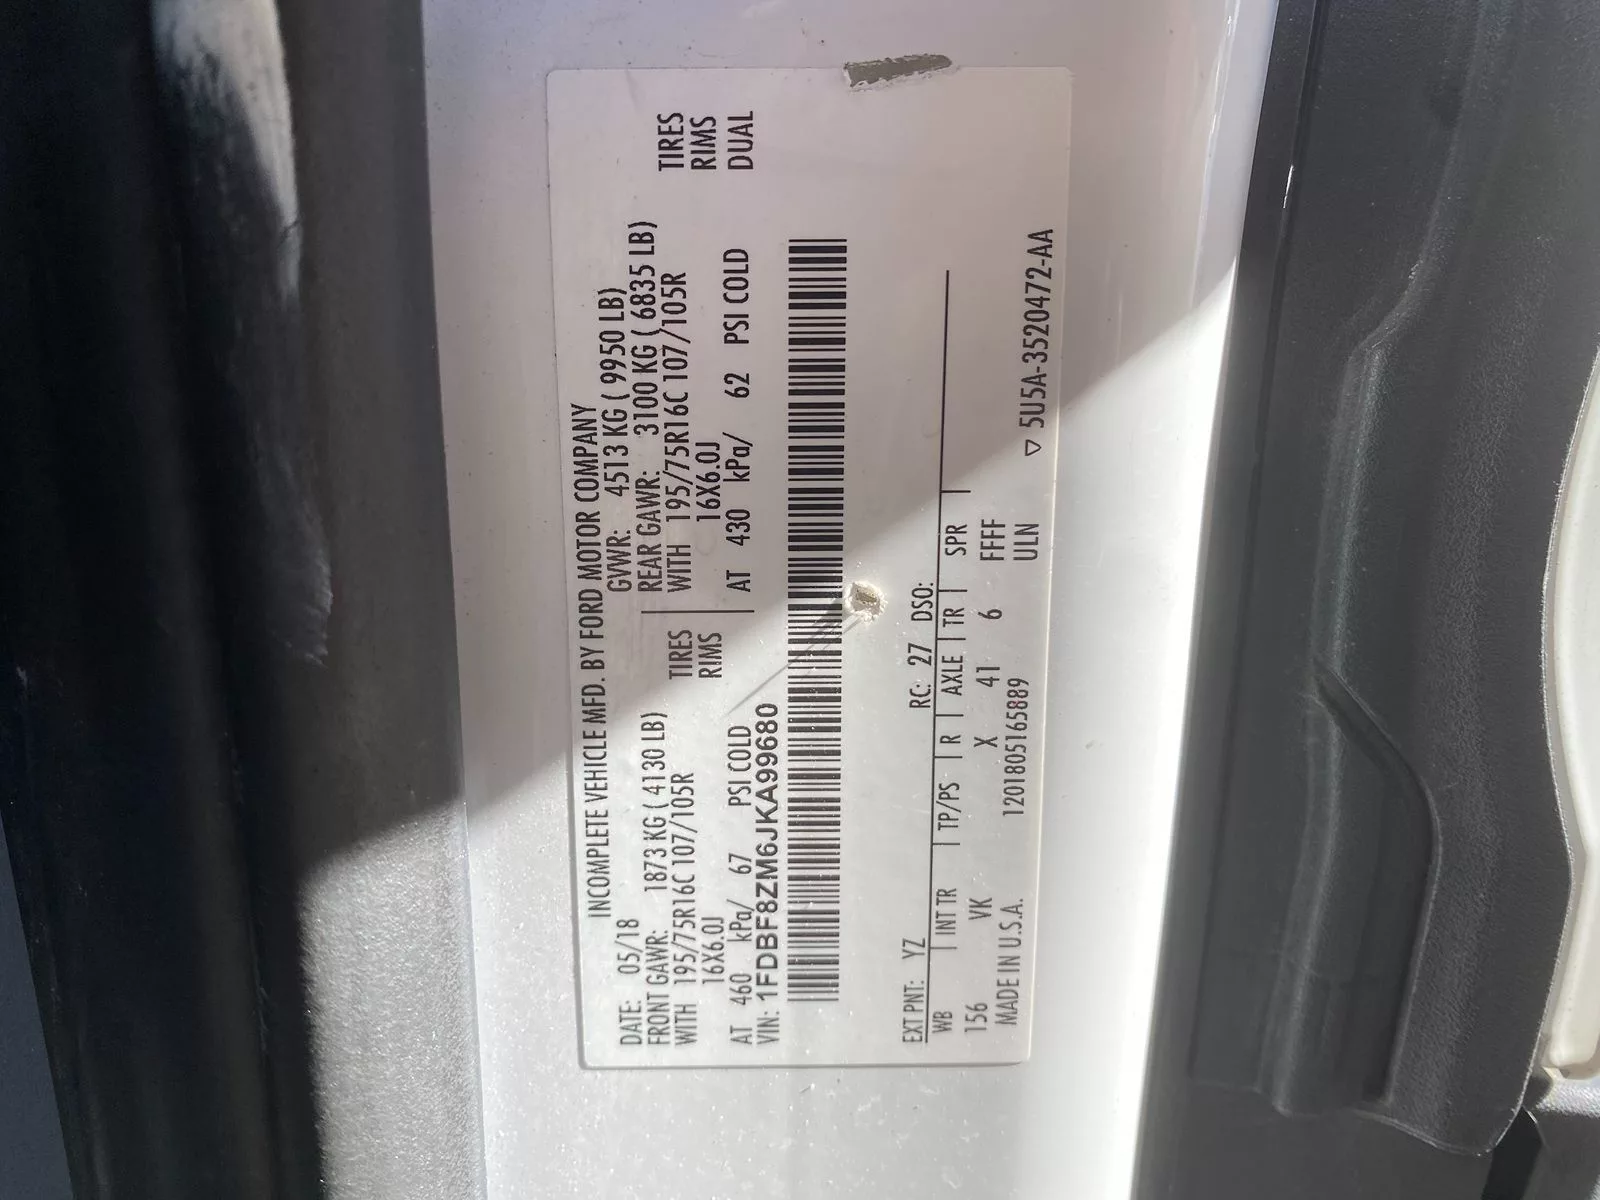 INCOMPLETE VEHICLE MFD. BY FORD MOTOR COMPANY
DATE: 05/18 GVWR: 4513 KG ( 9950 LB)
FRONT GAWR: 1873 KG ( 4130 LB) REAR GAWR: 3100 KG ( 6835 LB)
WITH 195/75R16C 107/105R TIRES WITH 195/75R16C 107/105R TIRES
16X6.0J RIMS 16X6.0J RIMS
AT 460 kPa/ 67 PSI COLD AT 430 kPa/ 62 PSI COLD DUAL
VIN: 1FDBF8ZM6JKA99680
EXT PNT: YZ RC: 27 DSO:
WB INT TR TP/PS R AXLE TR SPR
156 VK X 41 6 FFFF
MADE IN U.S.A. 120180516 5889 ULN
▽ 5U5A-3520472-AA